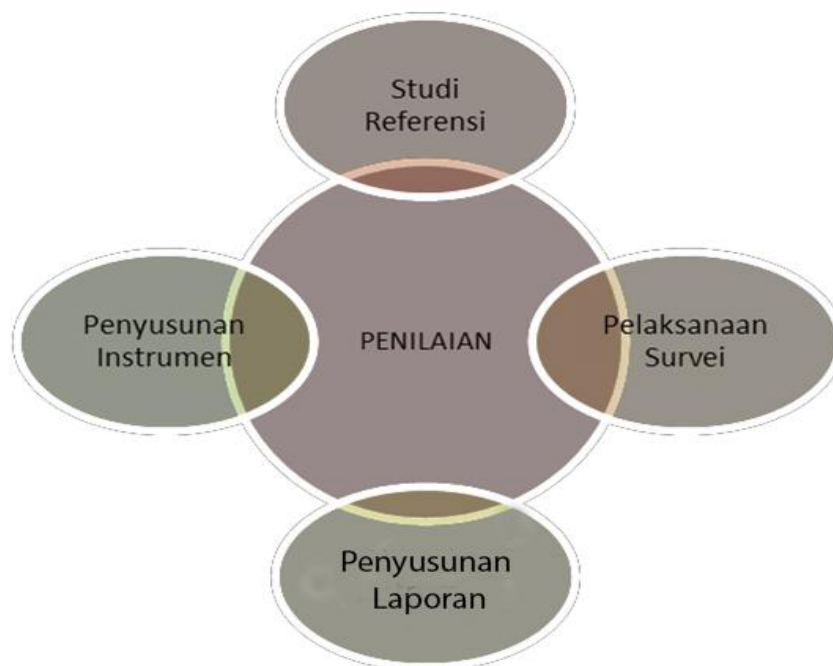 Studi
Referensi
Penyusunan
Instrumen
PENILAIAN
Pelaksanaan
Survei
Penyusunan
Laporan